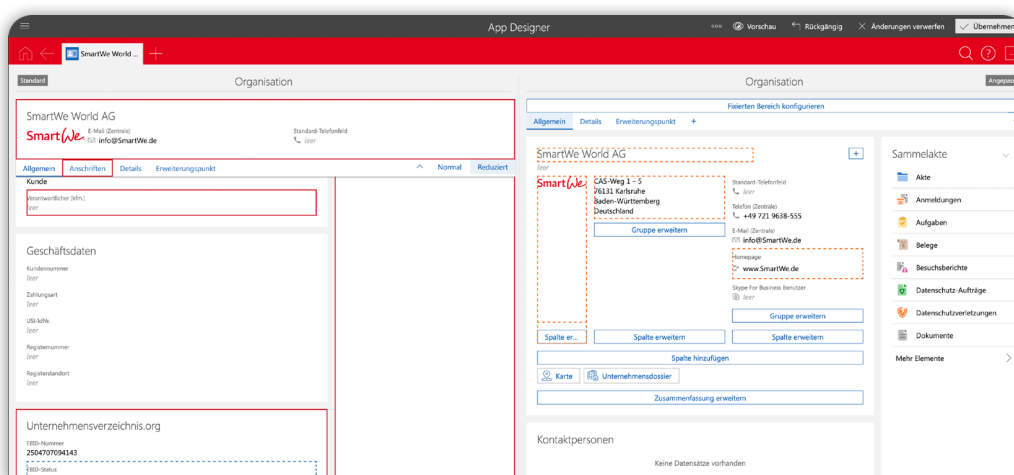 App Designer
Vorschau
Rückgängig
Änderungen verwerfen
Übernehmen
SmartWe World ...
Standard
Organisation
SmartWe World AG
SmartWe
E-Mail (Zentrale)
info@SmartWe.de
Standard-Telefonfeld
leer
Allgemein
Anschriften
Details
Erweiterungspunkt
Normal
Reduziert
Kunde
Verantwortlicher (kfm.)
leer
Geschäftsdaten
Kundennummer
leer
Zahlungsart
leer
USt-IdNr.
leer
Registernummer
leer
Registerstandort
leer
Unternehmensverzeichnis.org
EBID-Nummer
2504707094143
EBID-Status
Organisation
Angepass
Fixierten Bereich konfigurieren
Allgemein
Details
Erweiterungspunkt
+
SmartWe World AG
leer
SmartWe
CAS-Weg 1 – 5
76131 Karlsruhe
Baden-Württemberg
Deutschland
Gruppe erweitern
Standard-Telefonfeld
leer
Telefon (Zentrale)
+49 721 9638-555
E-Mail (Zentrale)
info@SmartWe.de
Homepage
www.SmartWe.de
Skype For Business Benutzer
leer
Gruppe erweitern
Spalte er...
Spalte erweitern
Spalte erweitern
Spalte hinzufügen
Karte
Unternehmensdossier
Zusammenfassung erweitern
Kontaktpersonen
Keine Datensätze vorhanden
Sammelakte
Akte
Anmeldungen
Aufgaben
Belege
Besuchsberichte
Datenschutz-Aufträge
Datenschutzverletzungen
Dokumente
Mehr Elemente